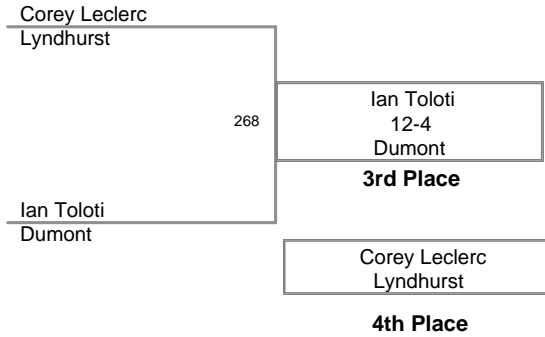 Corey Leclerc
Lyndhurst
268
Ian Toloti
12-4
Dumont
3rd Place
Ian Toloti
Dumont
Corey Leclerc
Lyndhurst
4th Place